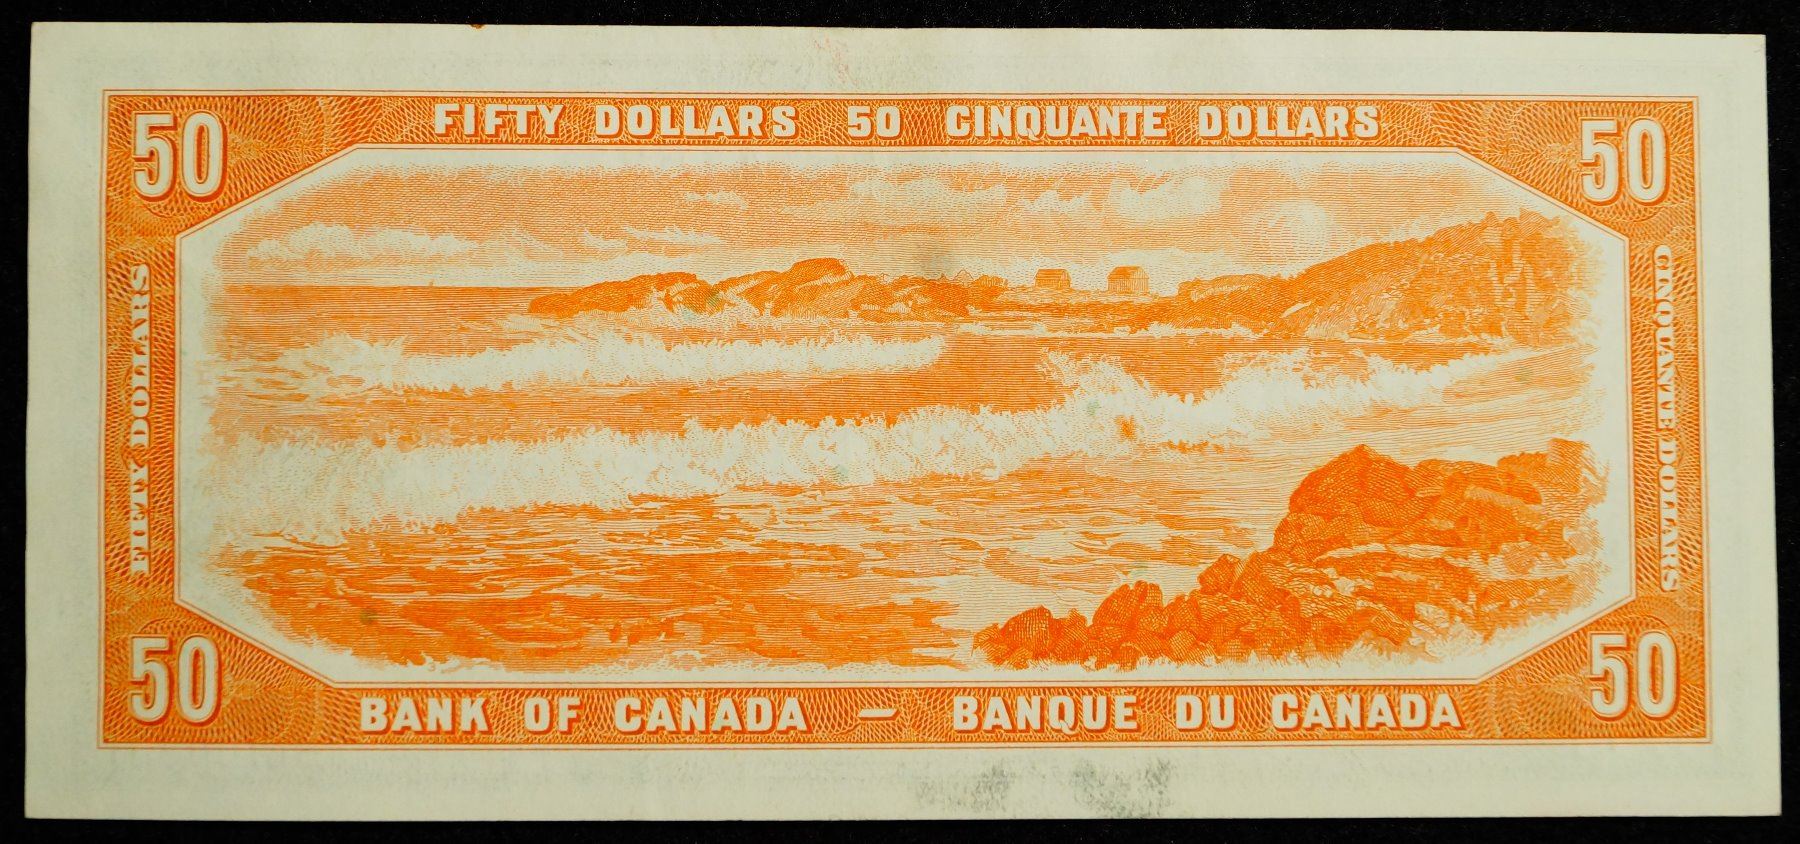 50 FIFTY DOLLARS 50 CINQUANTE DOLLARS 50
FIFTY DOLLARS
CINQUANTE DOLLARS
50 BANK OF CANADA — BANQUE DU CANADA 50